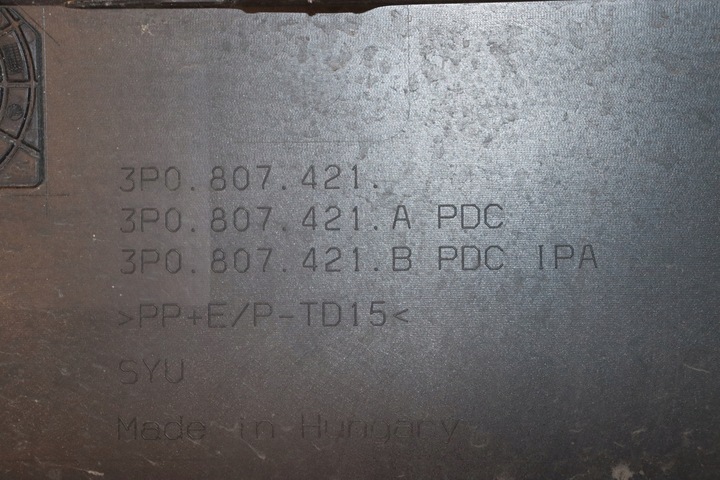 3P0.807.421.
3P0.807.421.A PDC
3P0.807.421.B PDC IPA
>PP+E/P-TD15<
SYU
Made in Hungary